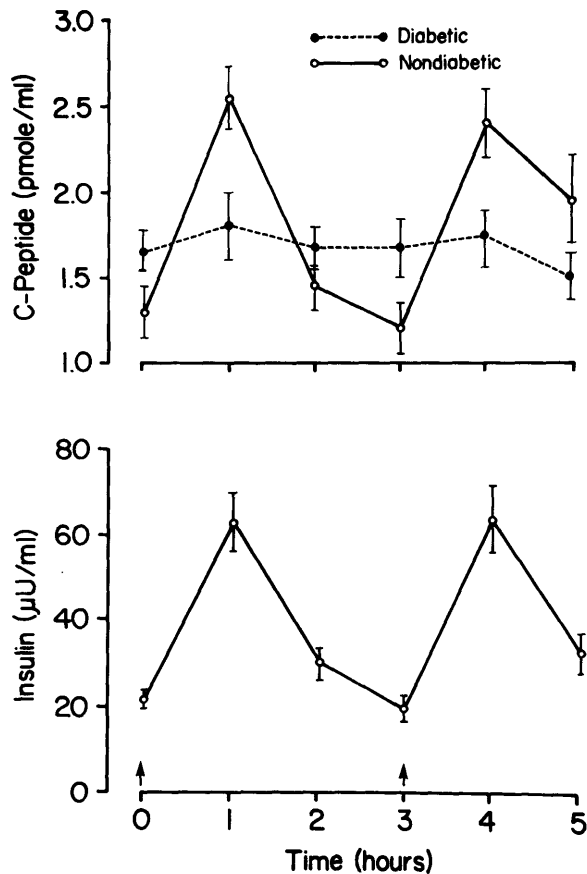 3.0
2.5
2.0
1.5
1.0
C-Peptide (pmole/ml)
Diabetic
Nondiabetic
80
60
40
20
0
Insulin (μU/ml)
0 1 2 3 4 5
Time (hours)